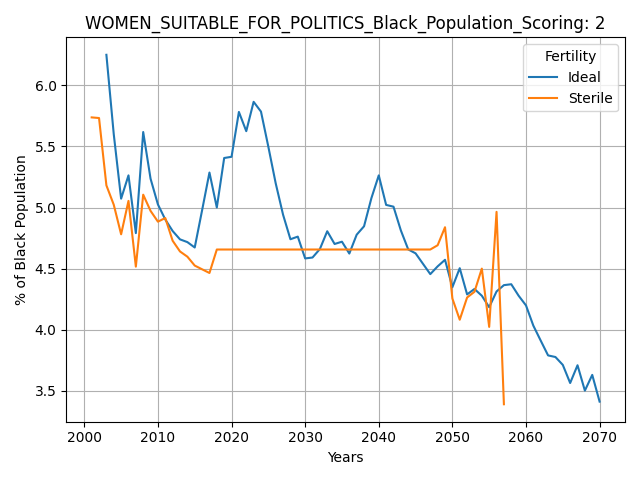 WOMEN_SUITABLE_FOR_POLITICS_Black_Population_Scoring: 2
Fertility
Ideal
Sterile
% of Black Population
6.0
5.5
5.0
4.5
4.0
3.5
2000 2010 2020 2030 2040 2050 2060 2070
Years